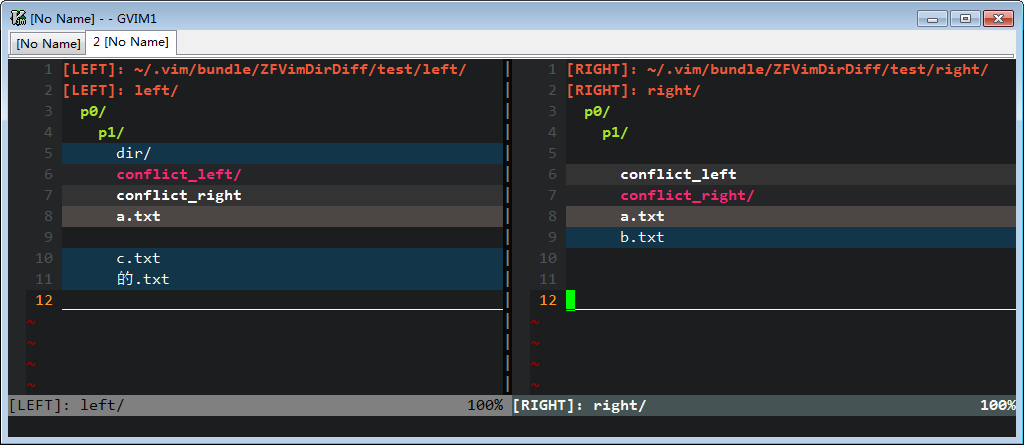 [No Name] - - GVIM1
[No Name] 2 [No Name]
1 [LEFT]: ~/.vim/bundle/ZFVimDirDiff/test/left/
2 [LEFT]: left/
3 p0/
4 p1/
5 dir/
6 conflict_left/
7 conflict_right
8 a.txt
9
10 c.txt
11 的.txt
12
~
~
~
~
[LEFT]: left/ 100%
1 [RIGHT]: ~/.vim/bundle/ZFVimDirDiff/test/right/
2 [RIGHT]: right/
3 p0/
4 p1/
5
6 conflict_left
7 conflict_right/
8 a.txt
9 b.txt
10
11
12
~
~
~
~
[RIGHT]: right/ 100%